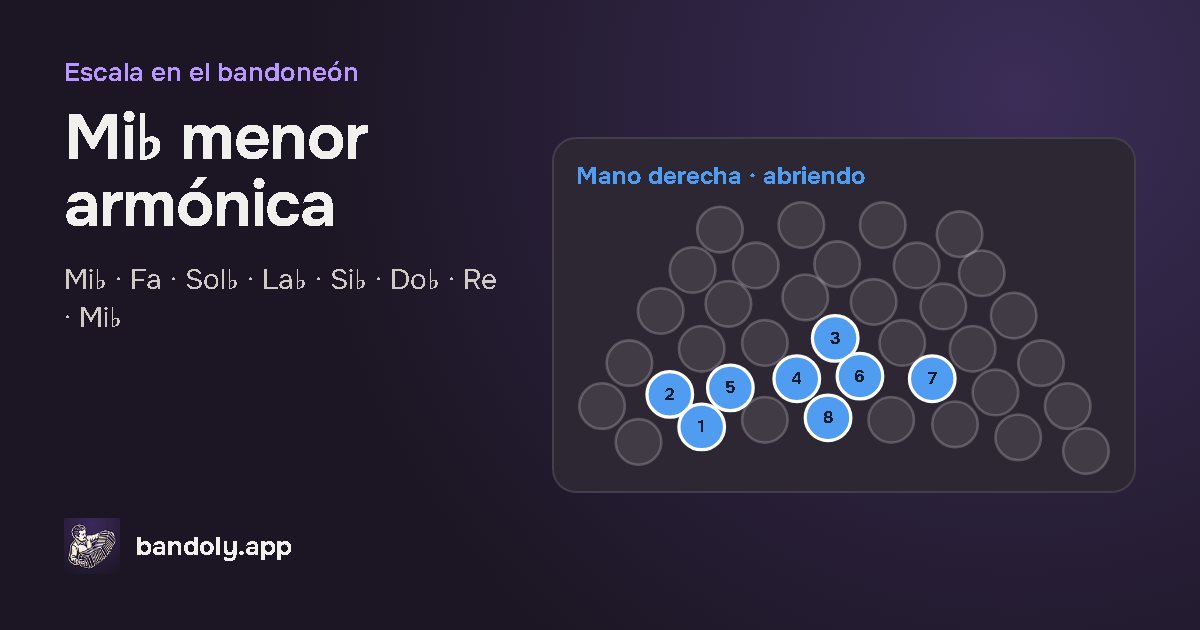 Escala en el bandoneón
Mi♭ menor
armónica
Mi♭ · Fa · Sol♭ · La♭ · Si♭ · Do♭ · Re
· Mi♭
bandoly.app
Mano derecha · abriendo
3
2
5
4
6
7
1
8